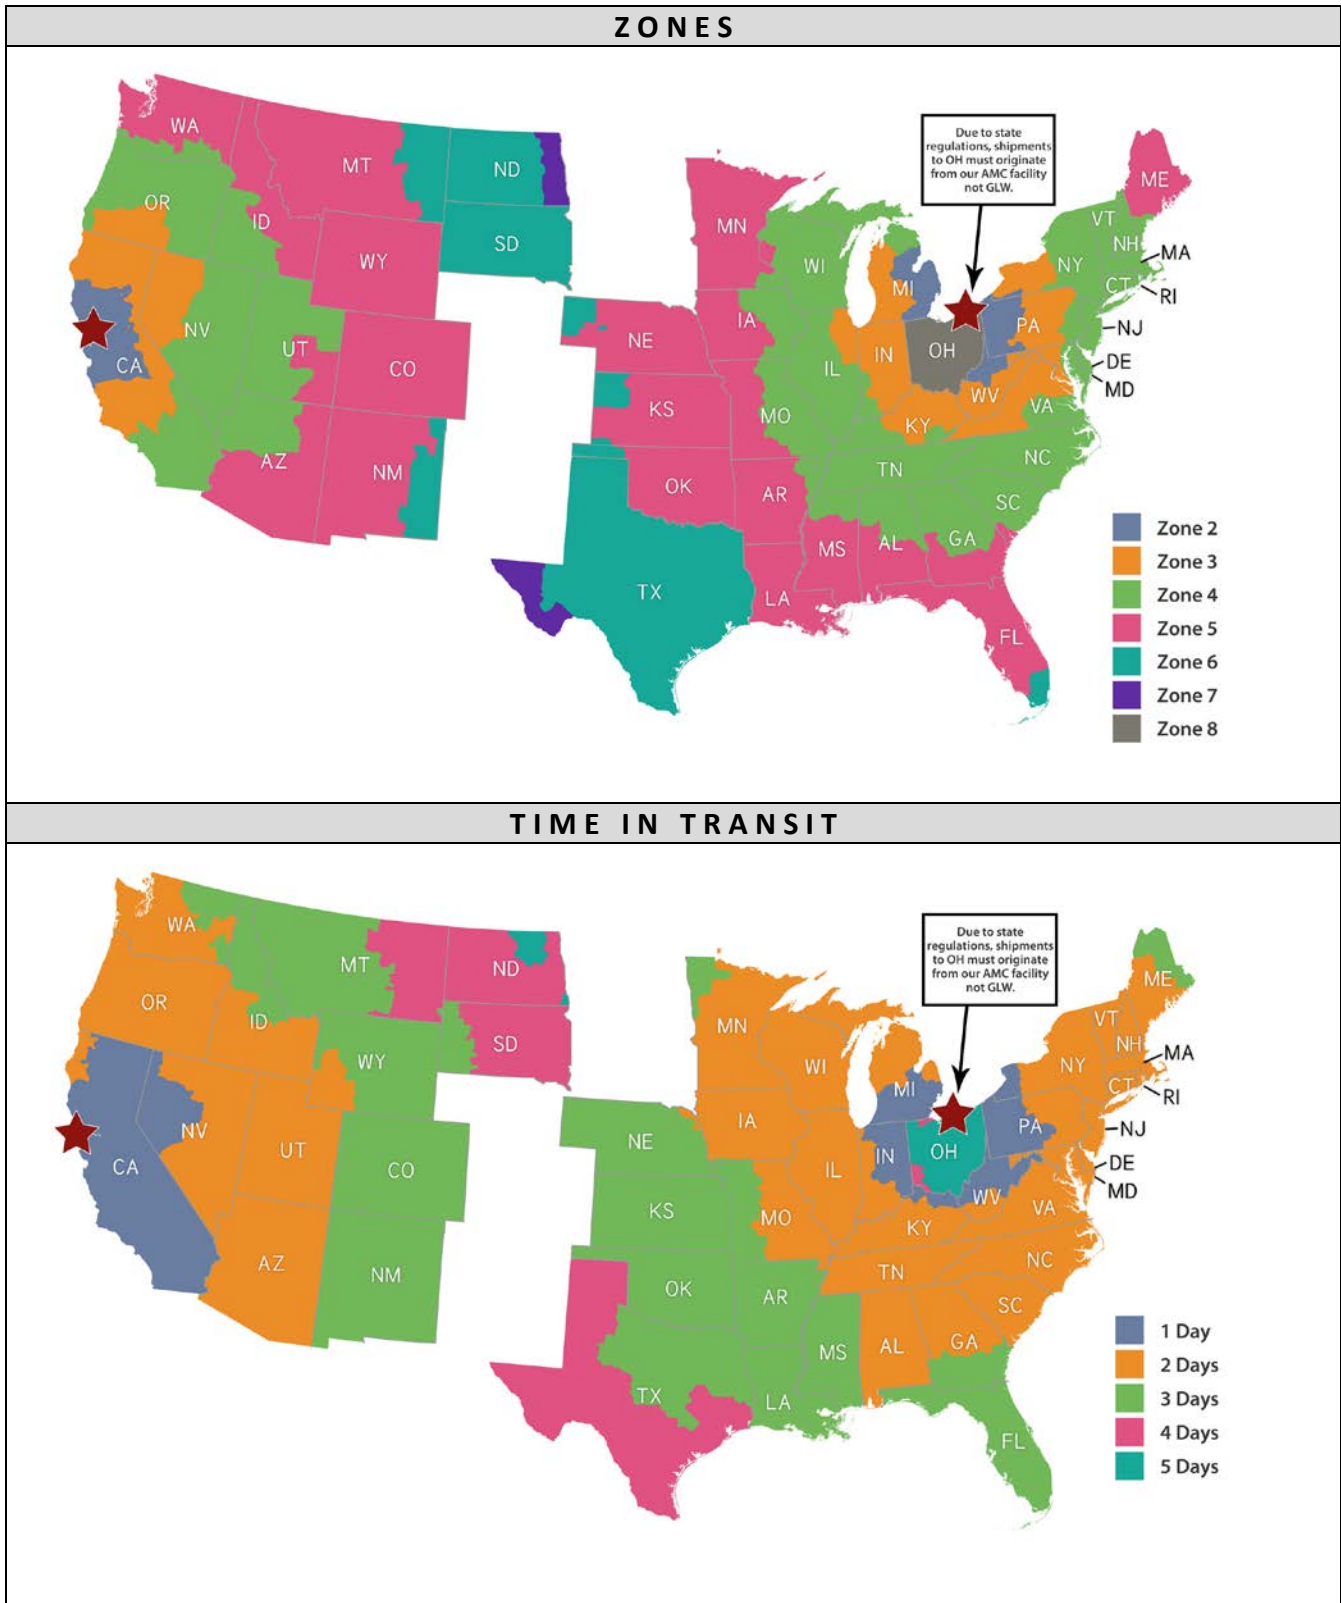 ZONES
Due to state
regulations, shipments
to OH must originate
from our AMC facility
not GLW.
WA
MT
ND
MN
ME
OR
ID
SD
VT
WI
NH
MA
WY
NY
MI
CT
RI
IA
NV
NE
PA
NJ
UT
OH
CA
CO
IN
IL
DE
MD
WV
KS
MO
VA
KY
AZ
NM
TN
NC
OK
AR
SC
MS
AL
GA
TX
LA
FL
Zone 2
Zone 3
Zone 4
Zone 5
Zone 6
Zone 7
Zone 8
TIME IN TRANSIT
Due to state
regulations, shipments
to OH must originate
from our AMC facility
not GLW.
WA
MT
ND
ME
OR
ID
MN
VT
SD
NH
MA
WY
WI
NY
MI
CT
RI
IA
NV
PA
NJ
NE
UT
OH
IN
CA
CO
IL
DE
MD
WV
KS
MO
VA
KY
AZ
NM
TN
NC
OK
AR
SC
MS
AL
GA
TX
LA
FL
1 Day
2 Days
3 Days
4 Days
5 Days